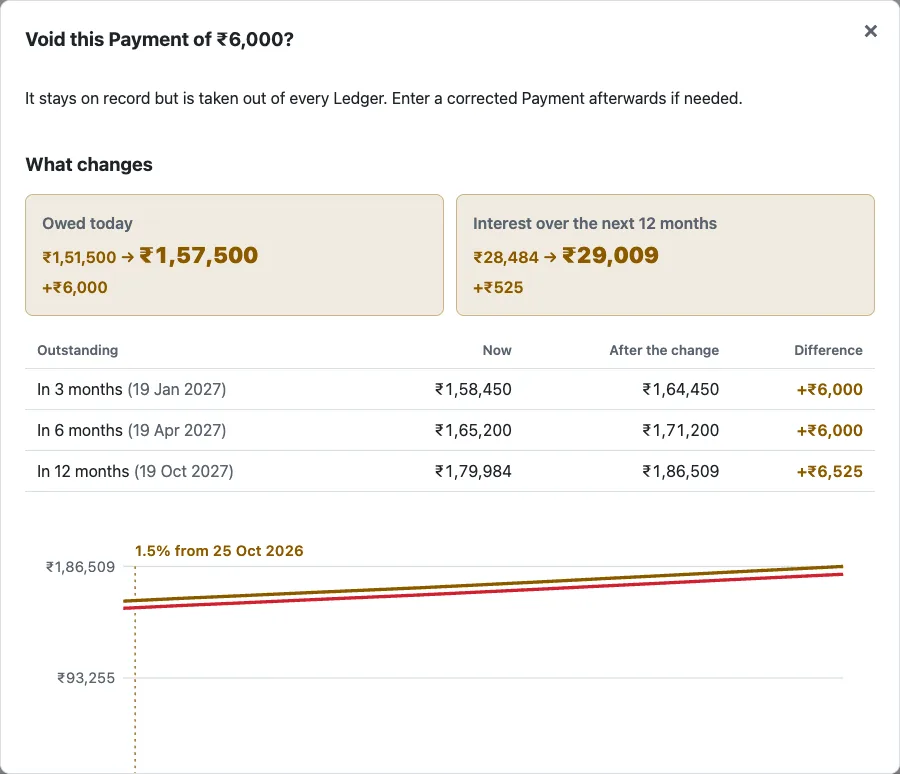 Void this Payment of ₹6,000?
×
It stays on record but is taken out of every Ledger. Enter a corrected Payment afterwards if needed.
What changes
Owed today
₹1,51,500 → ₹1,57,500
+₹6,000
Interest over the next 12 months
₹28,484 → ₹29,009
+₹525
Outstanding Now After the change Difference
In 3 months (19 Jan 2027) ₹1,58,450 ₹1,64,450 +₹6,000
In 6 months (19 Apr 2027) ₹1,65,200 ₹1,71,200 +₹6,000
In 12 months (19 Oct 2027) ₹1,79,984 ₹1,86,509 +₹6,525
1.5% from 25 Oct 2026
₹1,86,509
₹93,255